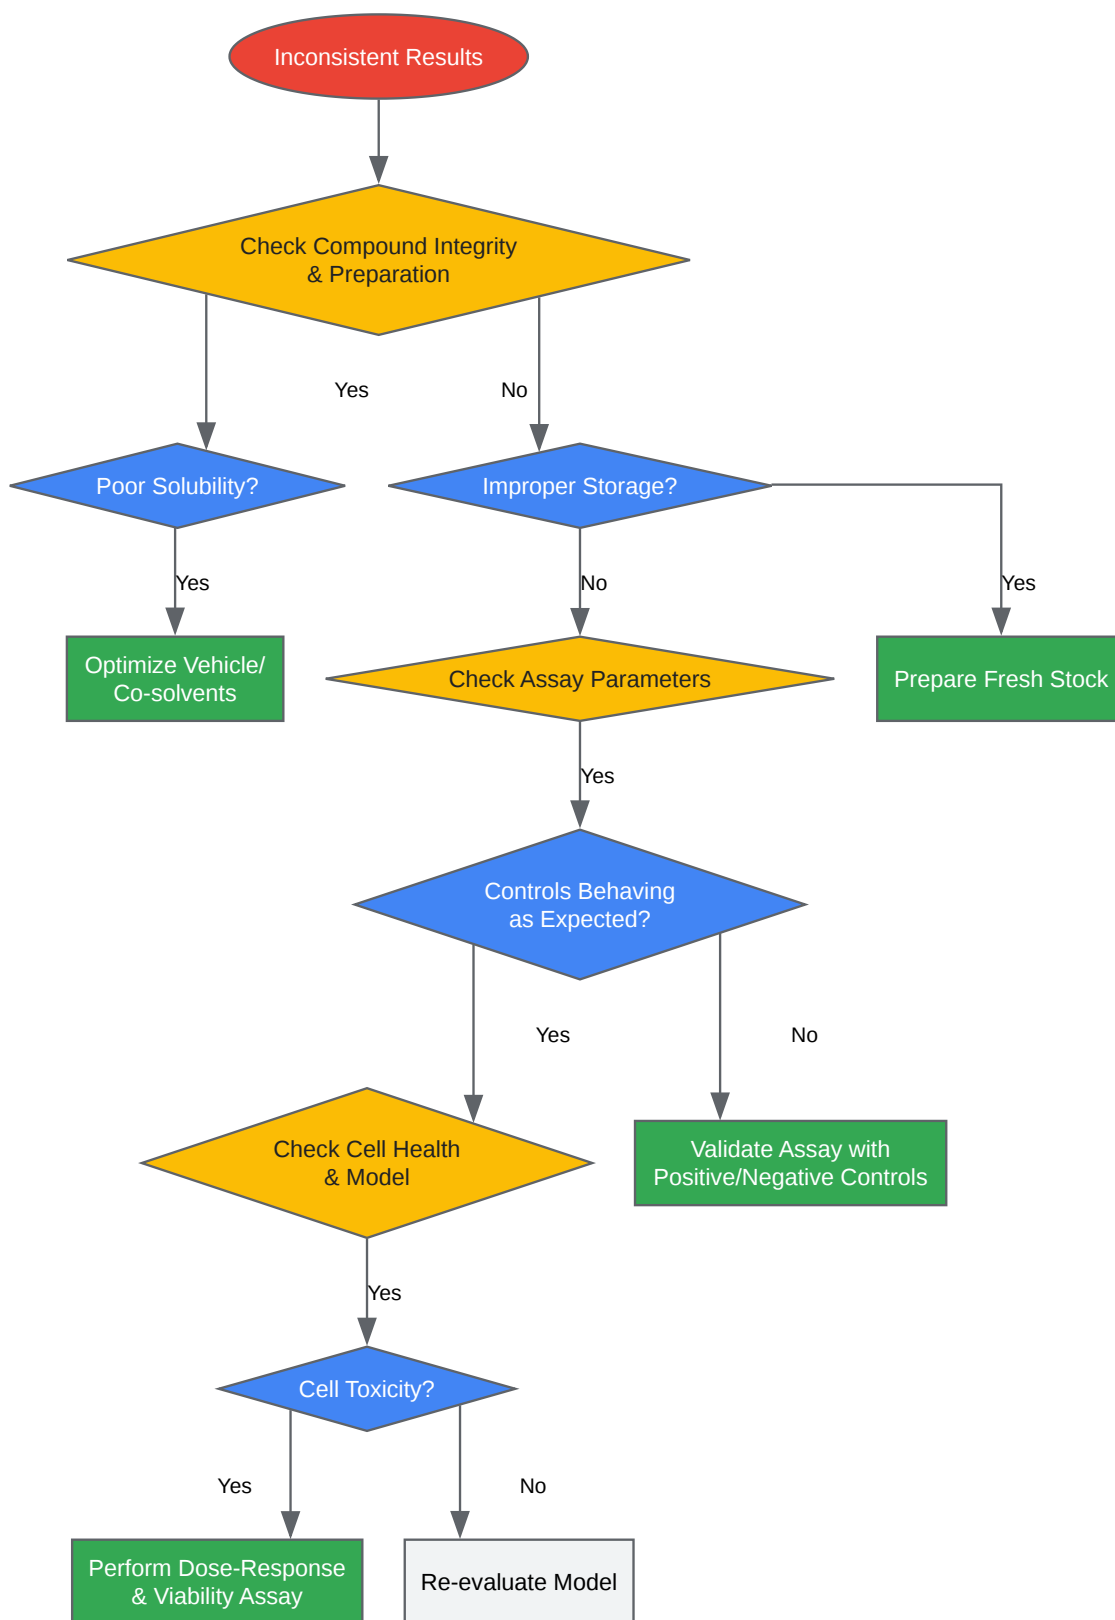 Inconsistent Results
Check Compound Integrity
& Preparation
Yes
No
Poor Solubility?
Improper Storage?
Yes
No
Yes
Optimize Vehicle/
Co-solvents
Check Assay Parameters
Prepare Fresh Stock
Yes
Controls Behaving
as Expected?
Yes
No
Check Cell Health
& Model
Validate Assay with
Positive/Negative Controls
Yes
Cell Toxicity?
Yes
No
Perform Dose-Response
& Viability Assay
Re-evaluate Model